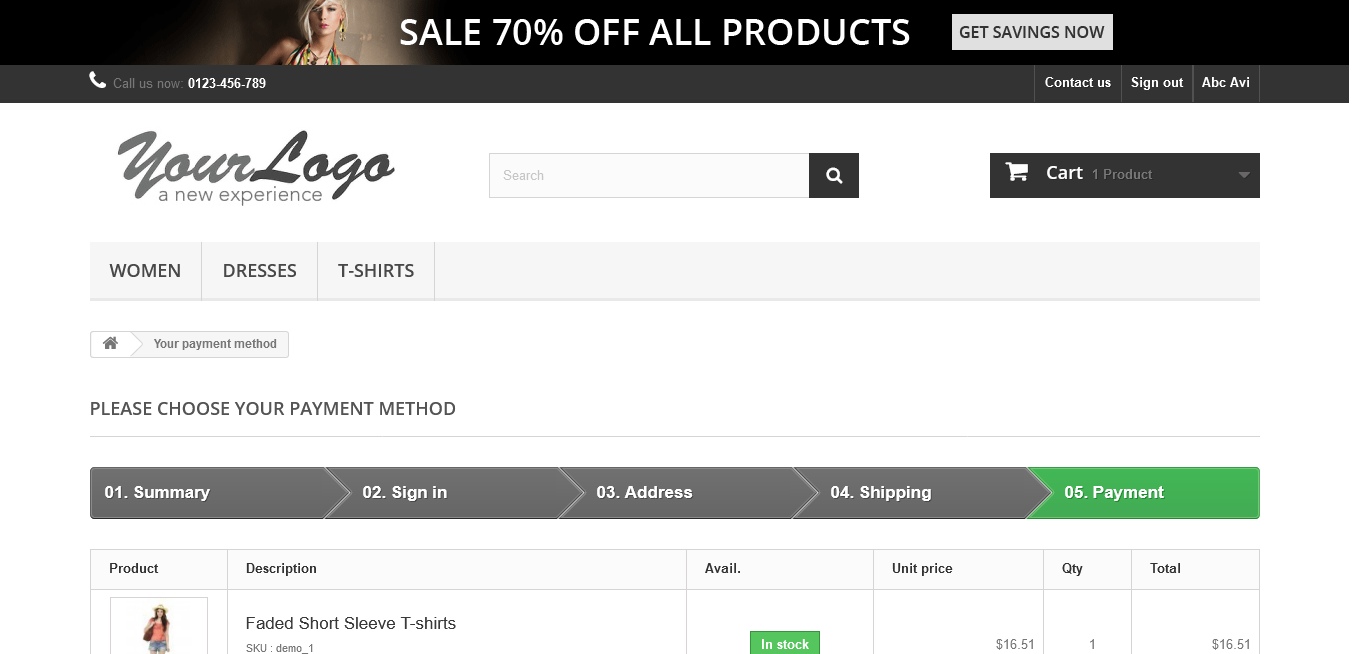 SALE 70% OFF ALL PRODUCTS GET SAVINGS NOW
Call us now: 0123-456-789 Contact us Sign out Abc Avi
YourLogo
a new experience
Search Cart 1 Product
WOMEN DRESSES T-SHIRTS
Your payment method
PLEASE CHOOSE YOUR PAYMENT METHOD
01. Summary 02. Sign in 03. Address 04. Shipping 05. Payment
Product Description Avail. Unit price Qty Total
Faded Short Sleeve T-shirts
In stock $16.51 1 $16.51
SKU : demo_1